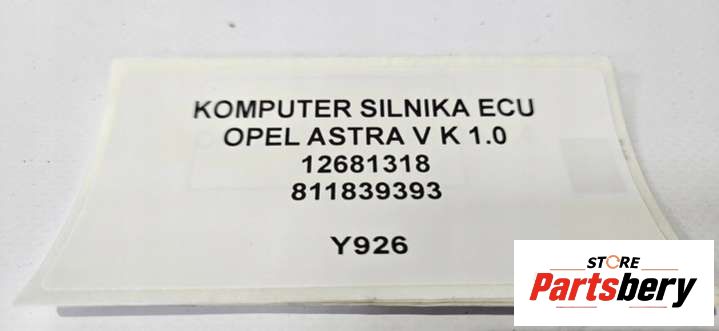 KOMPUTER SILNIKA ECU
OPEL ASTRA V K 1.0
12681318
811839393
Y926
STORE
Partsbery